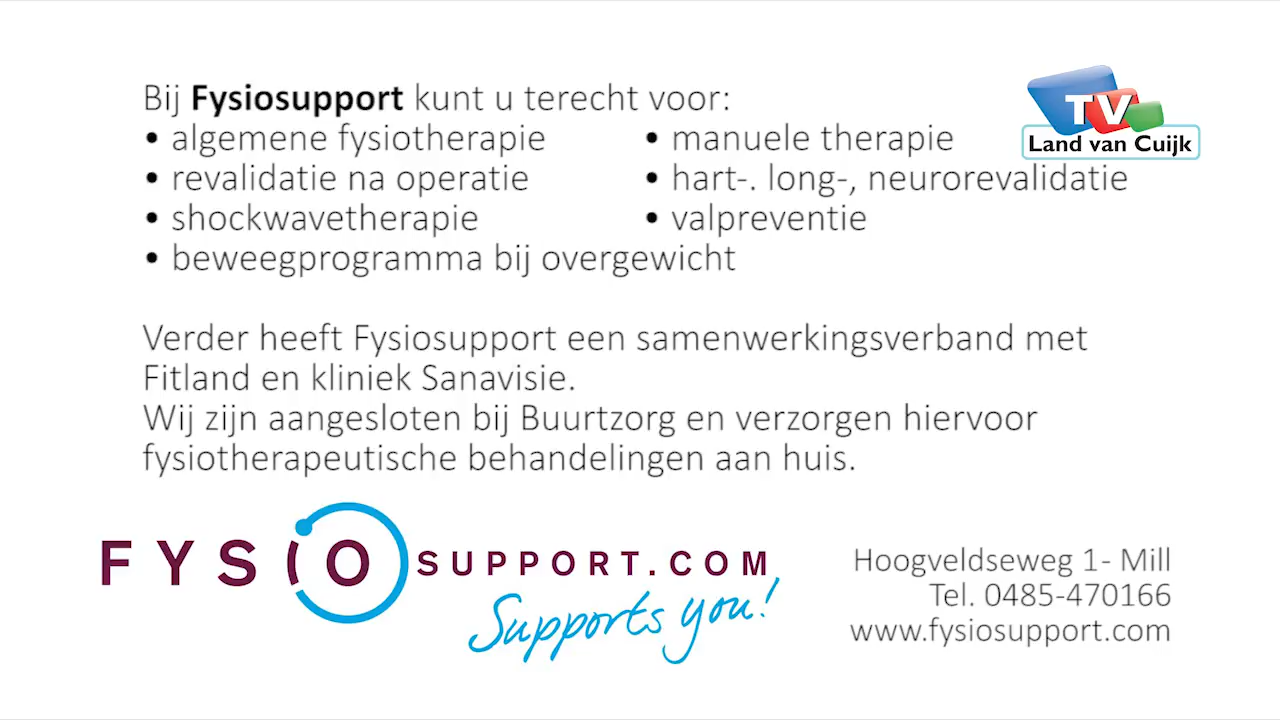 Bij Fysiosupport kunt u terecht voor:
• algemene fysiotherapie
• manuele therapie
• revalidatie na operatie
• hart-. long-, neurorevalidatie
• shockwavetherapie
• valpreventie
• beweegprogramma bij overgewicht
Verder heeft Fysiosupport een samenwerkingsverband met
Fitland en kliniek Sanavisie.
Wij zijn aangesloten bij Buurtzorg en verzorgen hiervoor
fysiotherapeutische behandelingen aan huis.
TV
Land van Cuijk
FYSIOSUPPORT.COM
Supports you!
Hoogveldseweg 1- Mill
Tel. 0485-470166
www.fysiosupport.com